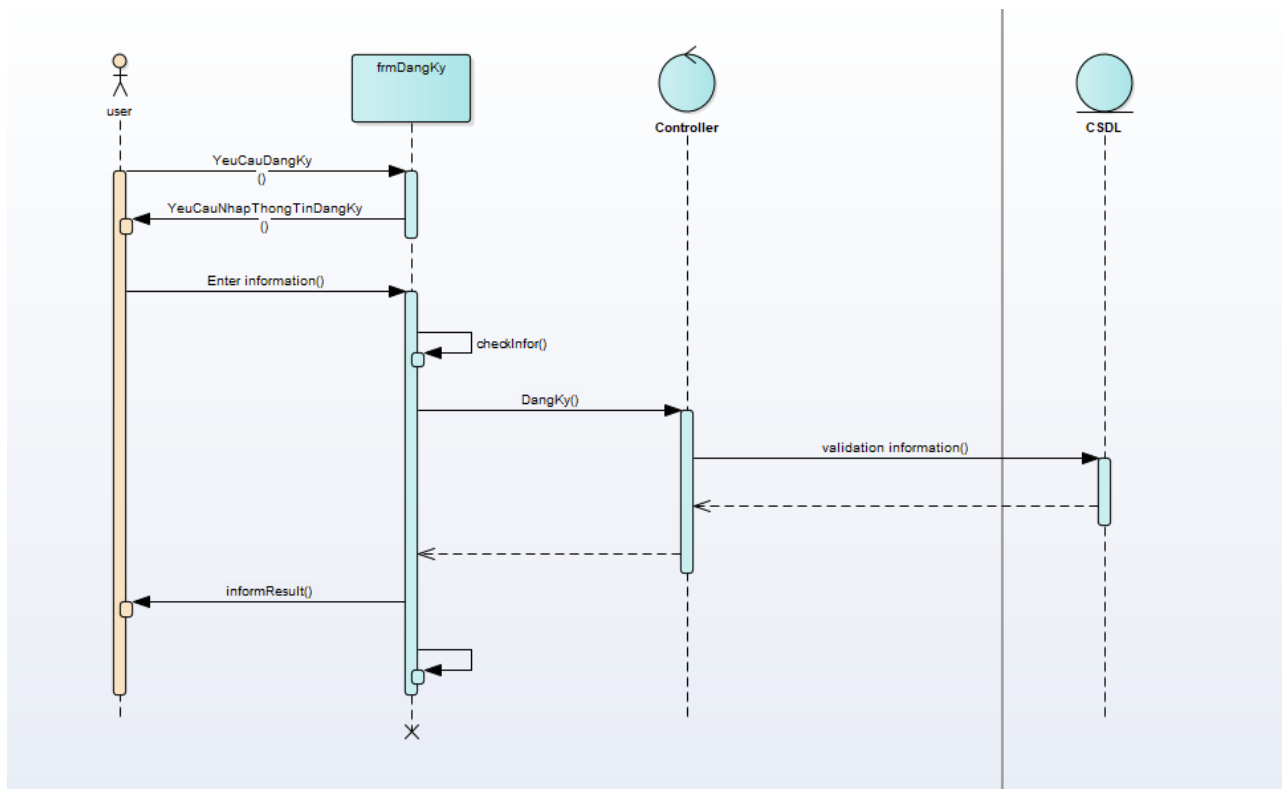 frmDangKy
user
Controller
CSDL
YeuCauDangKy
()
YeuCauNhapThongTinDangKy
()
Enter information()
checkInfor()
DangKy()
validation information()
informResult()